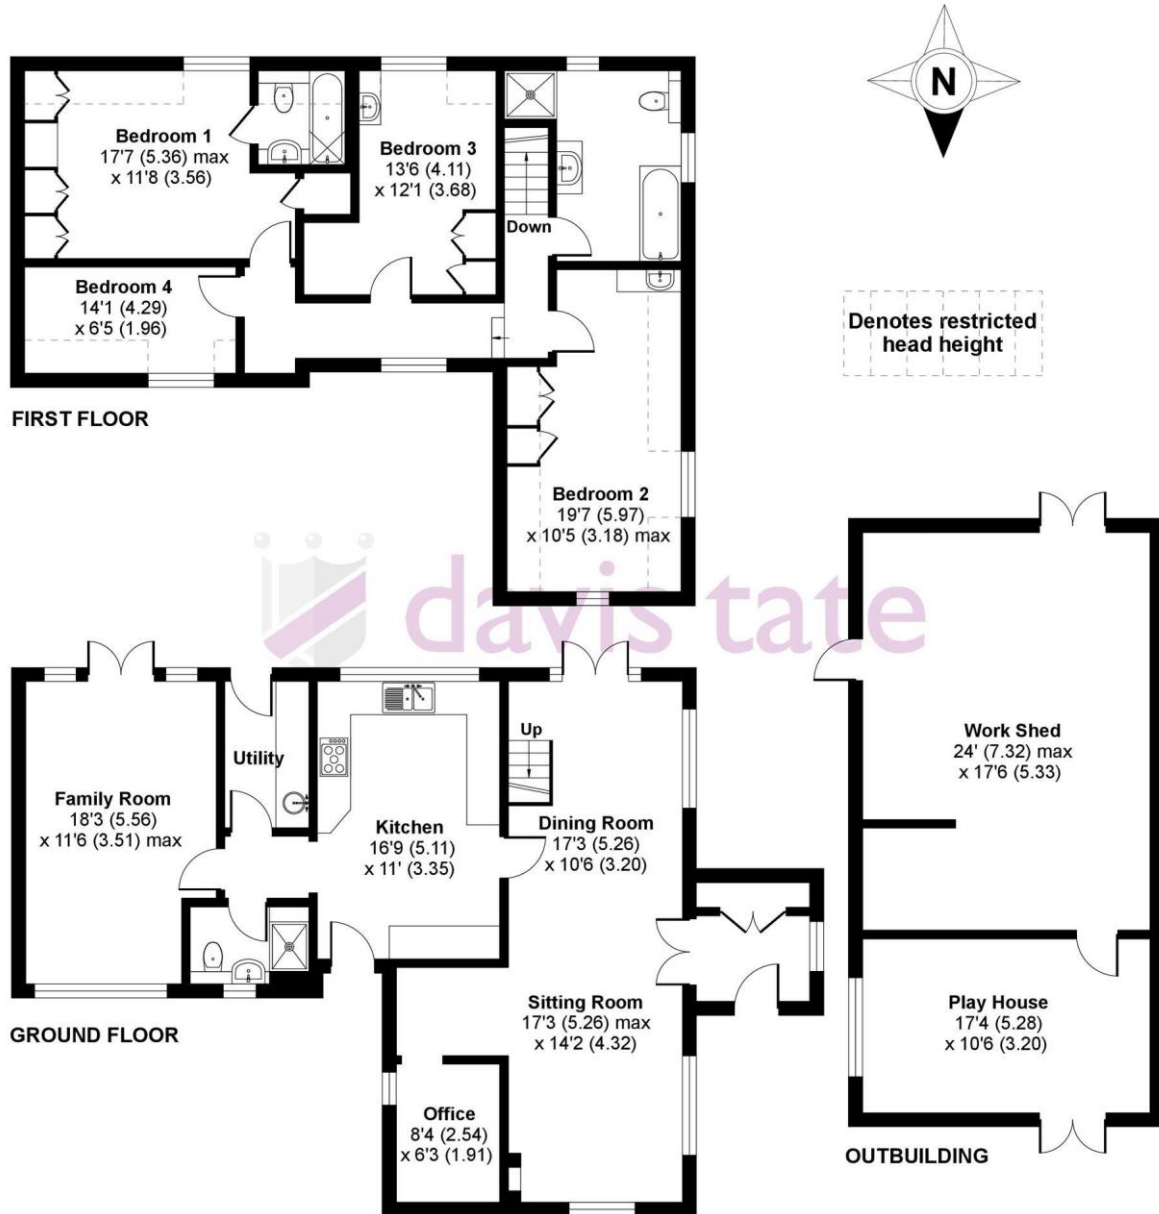 N
Bedroom 1
17'7 (5.36) max
x 11'8 (3.56)
Bedroom 3
13'6 (4.11)
x 12'1 (3.68)
Down
Bedroom 4
14'1 (4.29)
x 6'5 (1.96)
Denotes restricted
head height
FIRST FLOOR
Bedroom 2
19'7 (5.97)
x 10'5 (3.18) max
davis tate
Up
Utility
Work Shed
24' (7.32) max
x 17'6 (5.33)
Family Room
18'3 (5.56)
x 11'6 (3.51) max
Kitchen
16'9 (5.11)
x 11' (3.35)
Dining Room
17'3 (5.26)
x 10'6 (3.20)
Sitting Room
17'3 (5.26) max
x 14'2 (4.32)
Play House
17'4 (5.28)
x 10'6 (3.20)
GROUND FLOOR
Office
8'4 (2.54)
x 6'3 (1.91)
OUTBUILDING